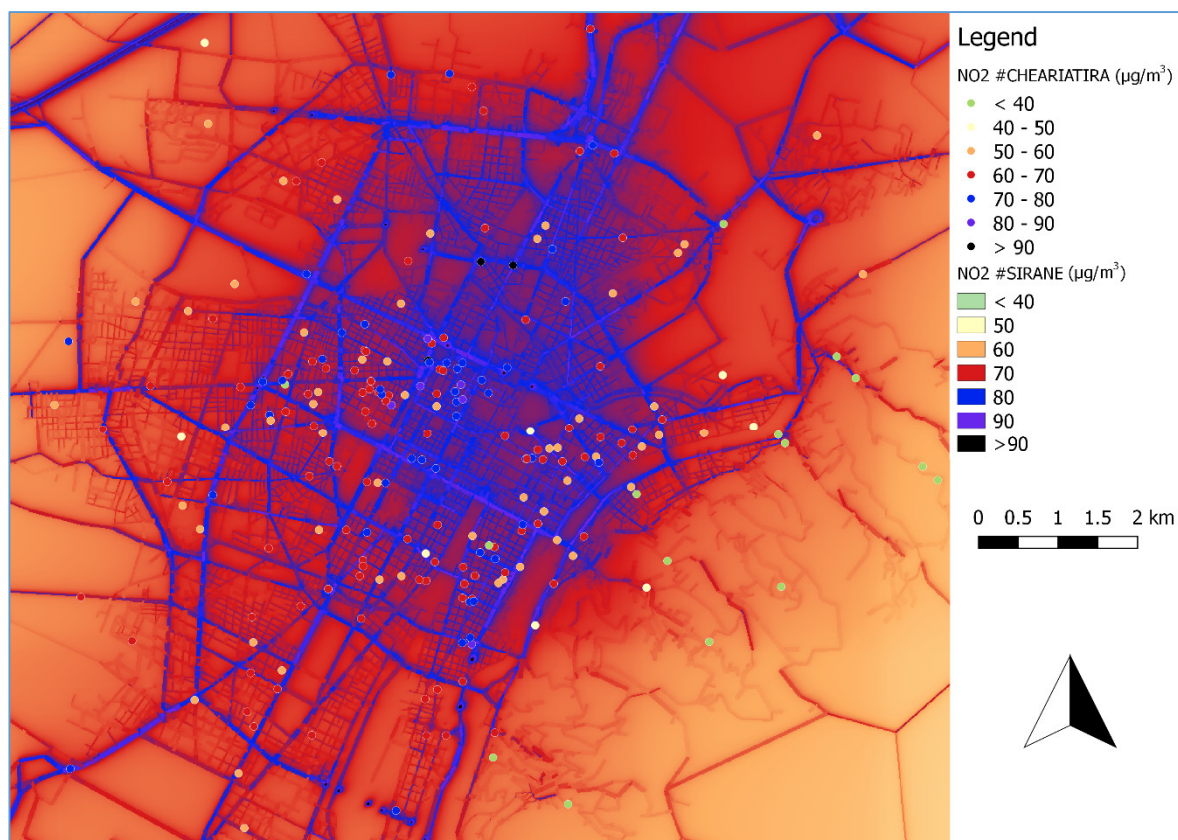 Legend
NO2 #CHEARIATIRA (µg/m³)
< 40
40 - 50
50 - 60
60 - 70
70 - 80
80 - 90
> 90
NO2 #SIRANE (µg/m³)
< 40
50
60
70
80
90
>90
0 0.5 1 1.5 2 km